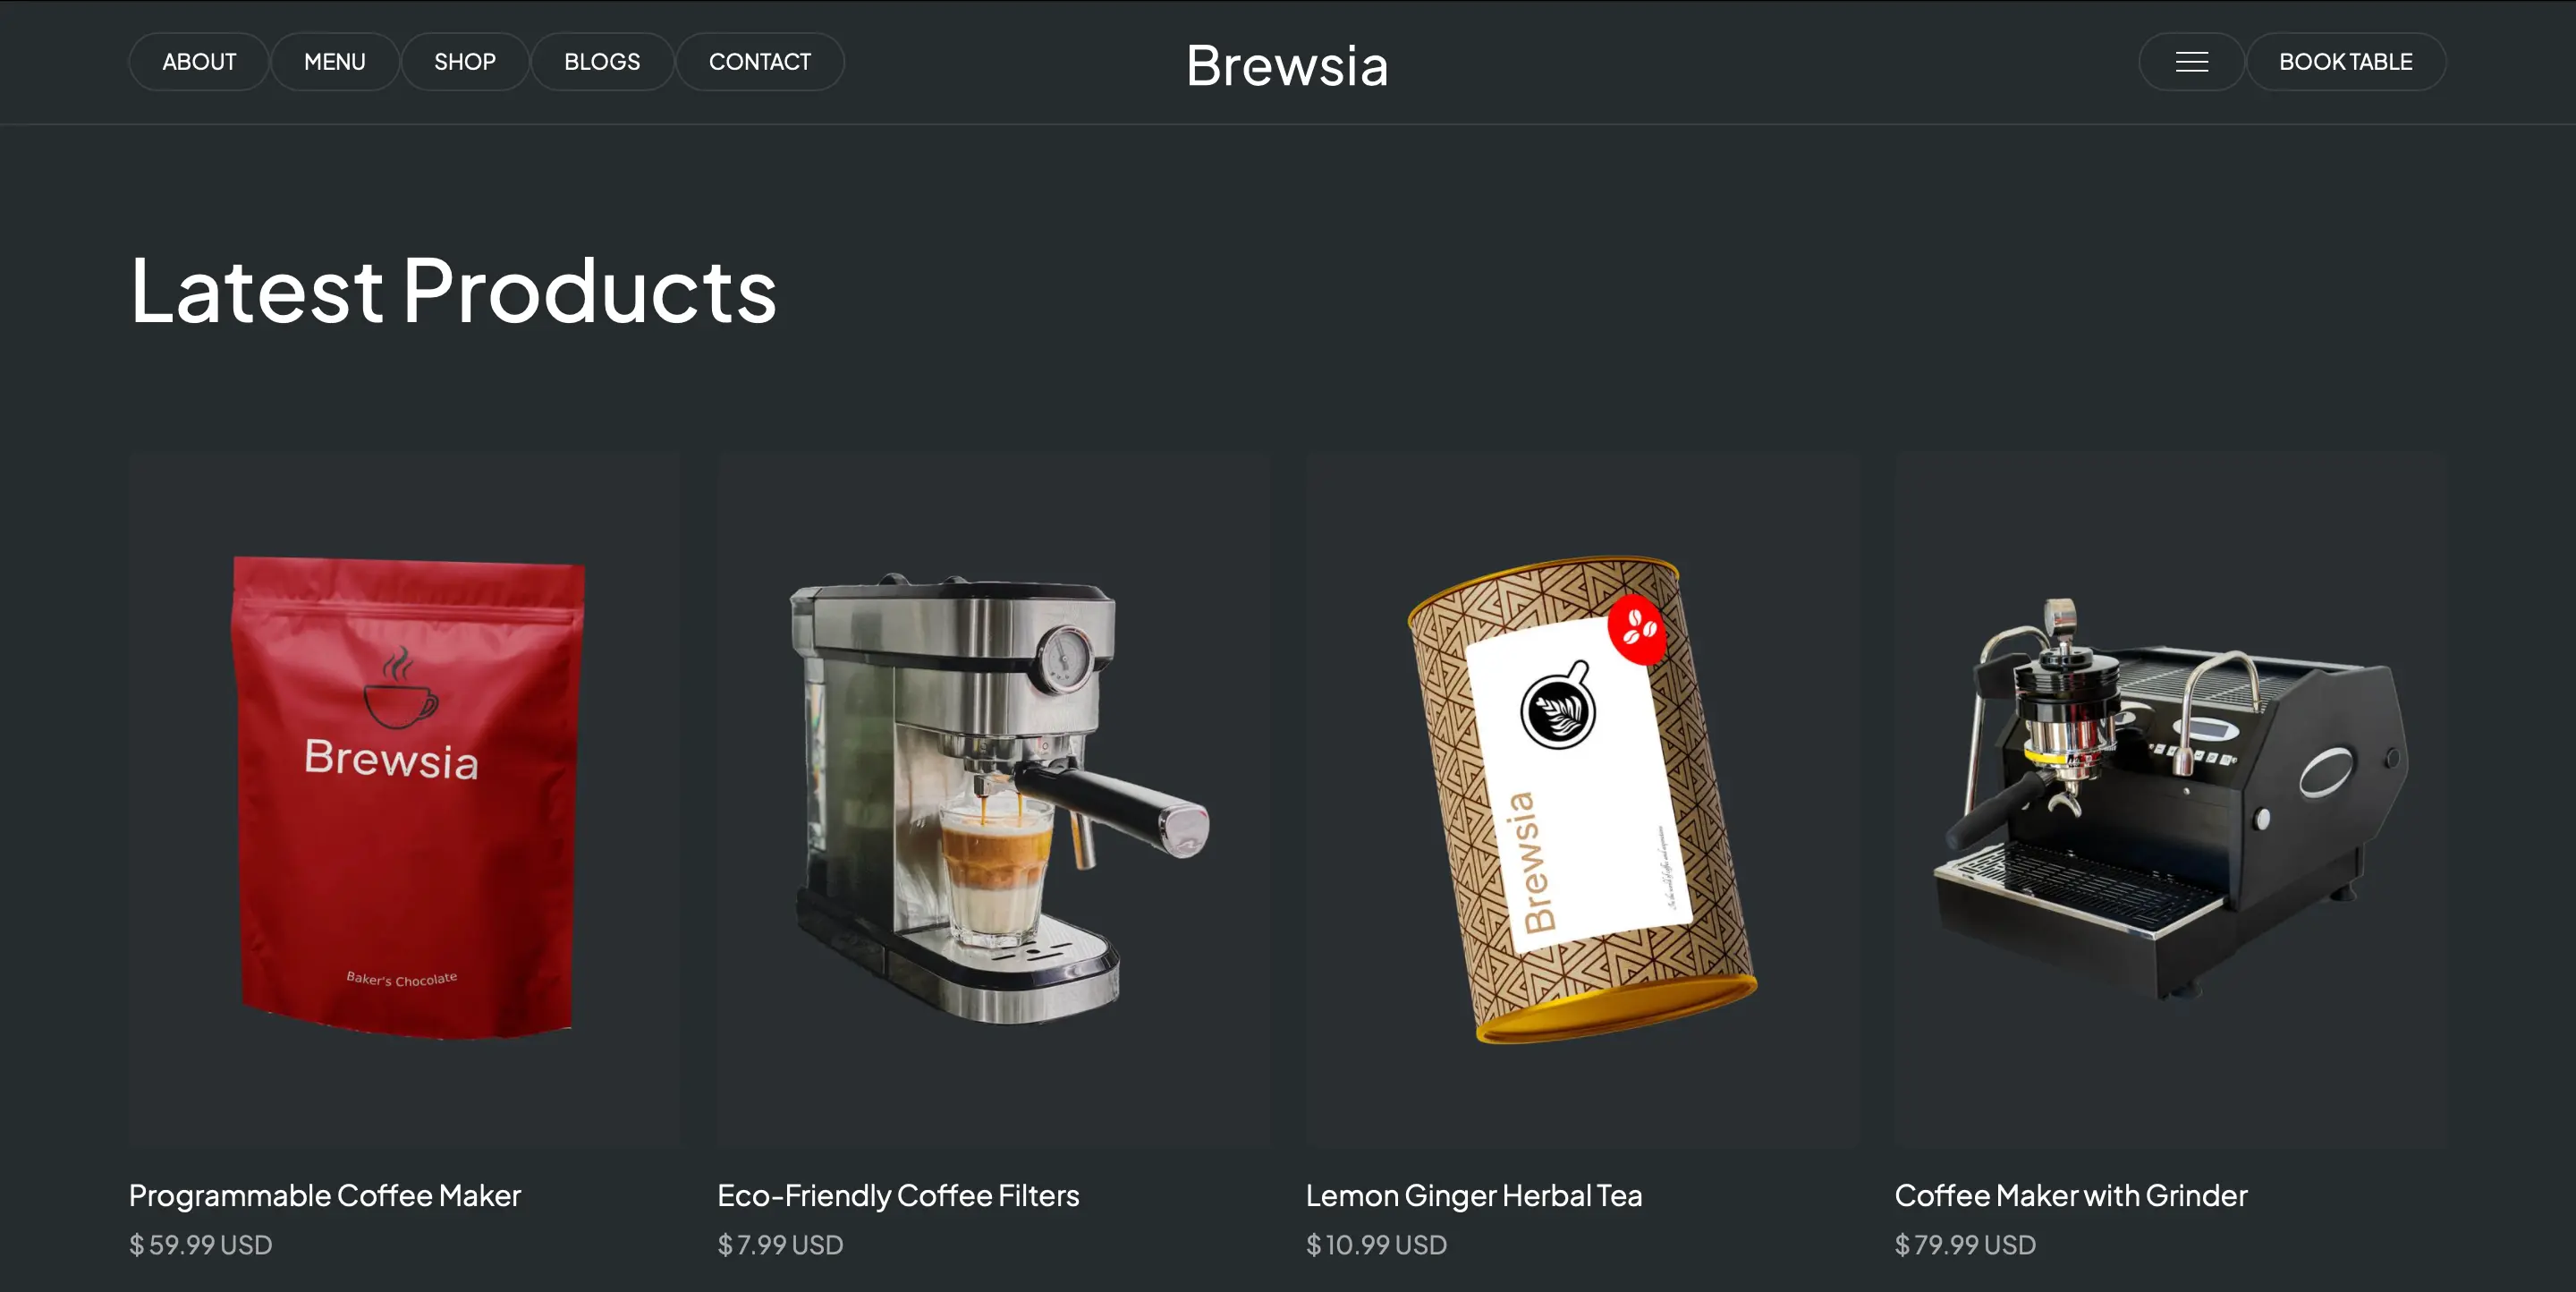 ABOUT
MENU
SHOP
BLOGS
CONTACT
Brewsia
BOOK TABLE
Latest Products
Brewsia
Baker's Chocolate
Brewsia
Programmable Coffee Maker
$ 59.99 USD
Eco-Friendly Coffee Filters
$ 7.99 USD
Lemon Ginger Herbal Tea
$ 10.99 USD
Coffee Maker with Grinder
$ 79.99 USD